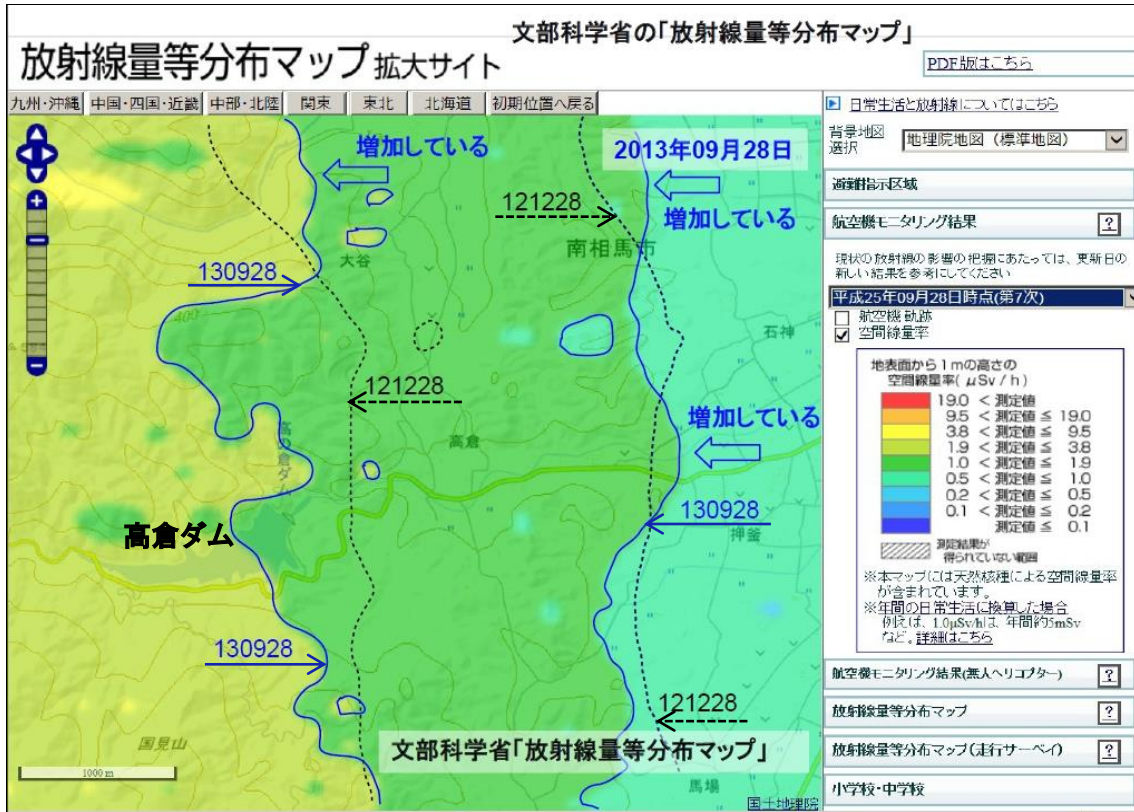 文部科学省の「放射線量等分布マップ」
放射線量等分布マップ拡大サイト
PDF版はこちら
九州・沖縄 中国・四国・近畿 中部・北陸 関東 東北 北海道 初期位置へ戻る
日常生活と放射線についてはこちら
背景地図
選択
地理院地図（標準地図）
避難指示区域
航空機モニタリング結果 ?
現状の放射線の影響の把握にあたっては、更新日の
新しい結果を参考にしてください
平成25年09月28日時点(第7次)
航空機軌跡
空間線量率
地表面から1mの高さの
空間線量率(μSv/h)
19.0 < 測定値
9.5 < 測定値 ≦ 19.0
3.8 < 測定値 ≦ 9.5
1.9 < 測定値 ≦ 3.8
1.0 < 測定値 ≦ 1.9
0.5 < 測定値 ≦ 1.0
0.2 < 測定値 ≦ 0.5
0.1 < 測定値 ≦ 0.2
測定値 ≦ 0.1
測定結果が
得られていない範囲
※本マップには天然核種による空間線量率
が含まれています。
※年間の日常生活に換算した場合
例えば、1.0μSv/hは、年間約5mSv
など。詳細はこちら
航空機モニタリング結果(無人ヘリコプター) ?
放射線量等分布マップ ?
放射線量等分布マップ(走行サーベイ) ?
小学校・中学校
増加している
2013年09月28日
121228
増加している
南相馬市
大谷
130928
400
石神
121228
増加している
高倉
高の倉ダム
130928
高倉ダム
押釜
130928
121228
国見山
文部科学省「放射線量等分布マップ」
1000 m
馬場
国土地理院